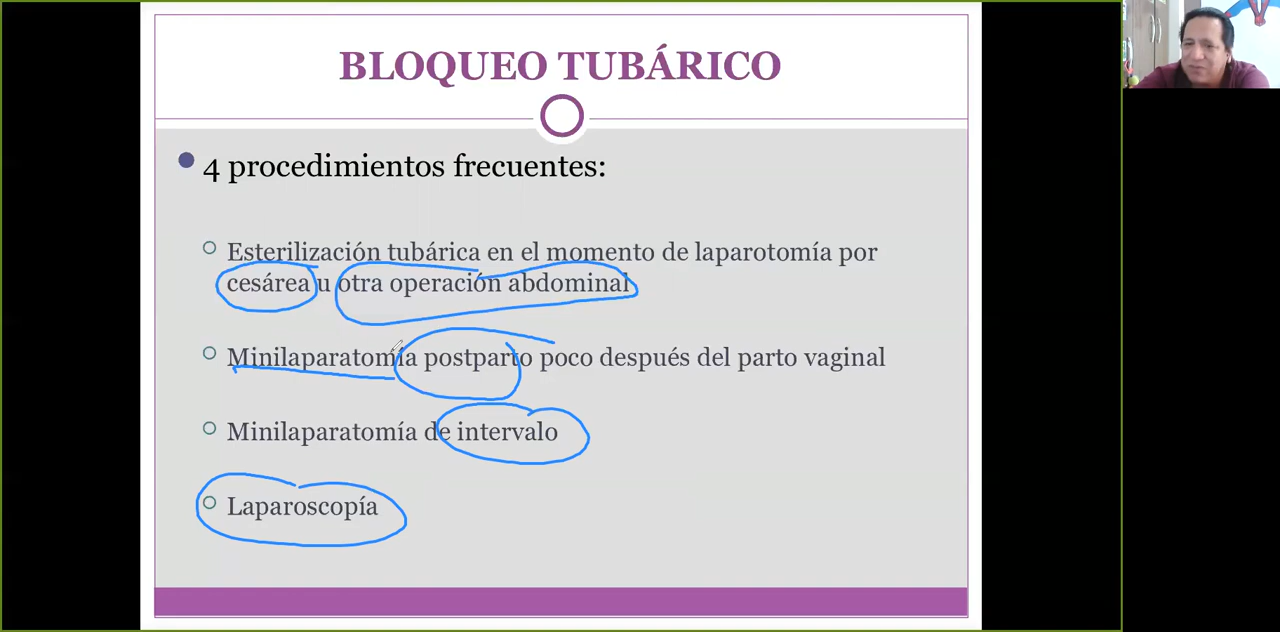 BLOQUEO TUBÁRICO
4 procedimientos frecuentes:
Esterilización tubárica en el momento de laparotomía por
cesárea u otra operación abdominal
Minilaparatomía postparto poco después del parto vaginal
Minilaparatomía de intervalo
Laparoscopía